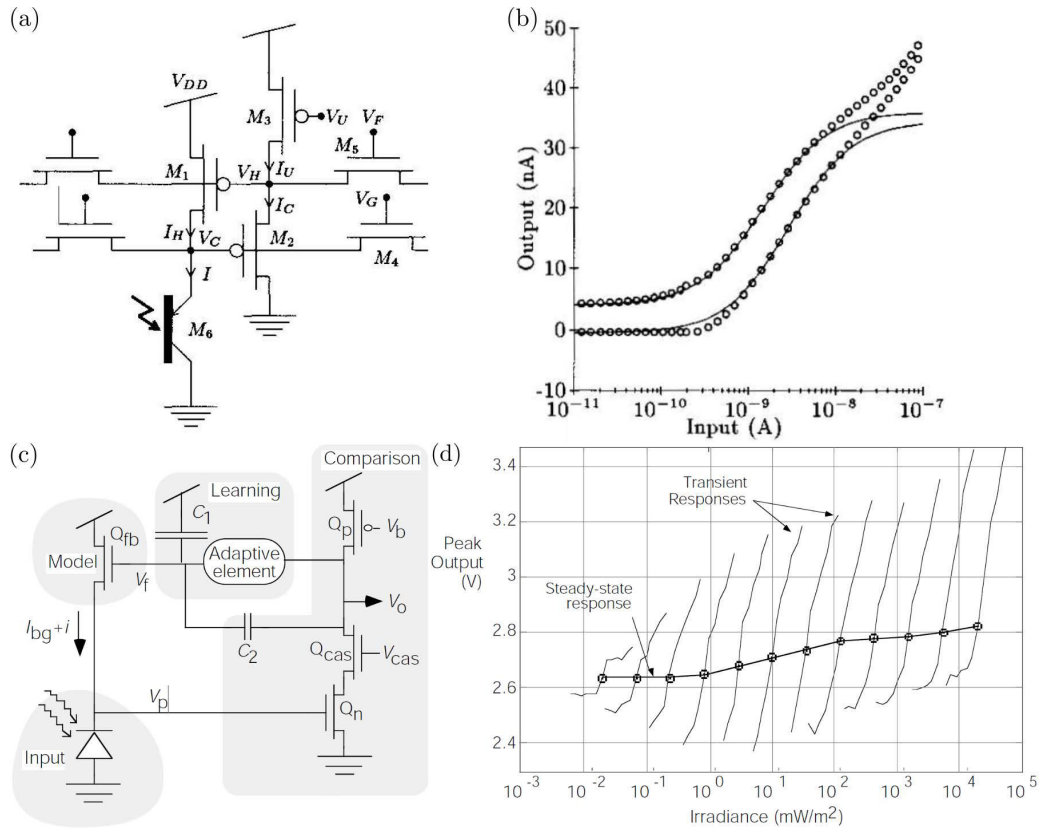 (a)
V_DD
M_3
V_U
V_F
M_5
M_1
V_H
I_U
V_G
I_C
I_H
V_C
M_2
M_4
I
M_6
(b)
50
40
30
20
10
0
-10
Output (nA)
10^-11
10^-10
10^-9
10^-8
10^-7
Input (A)
(c)
Comparison
Learning
C_1
Q_p
V_b
Q_fb
Model
Adaptive
element
V_f
V_o
I_bg+i
C_2
Q_cas
V_cas
V_p
Q_n
Input
(d)
3.4
3.2
3
2.8
2.6
2.4
Peak
Output
(V)
Transient
Responses
Steady-state
response
10^-3
10^-2
10^-1
10^0
10^1
10^2
10^3
10^4
10^5
Irradiance (mW/m^2)